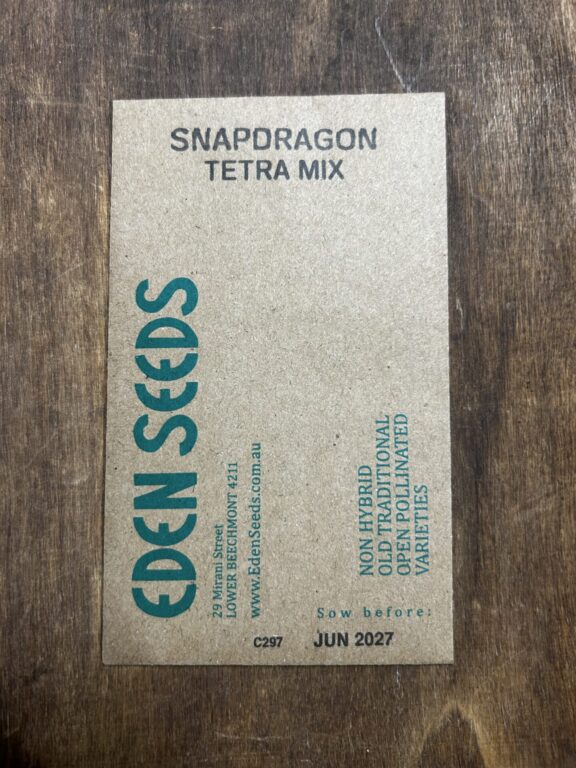 SNAPDRAGON
TETRA MIX
EDEN SEEDS
29 Mirani Street
LOWER BEECHMONT 4211
www.EdenSeeds.com.au
NON HYBRID
OLD TRADITIONAL
OPEN POLLINATED
VARIETIES
Sow before:
C297
JUN 2027